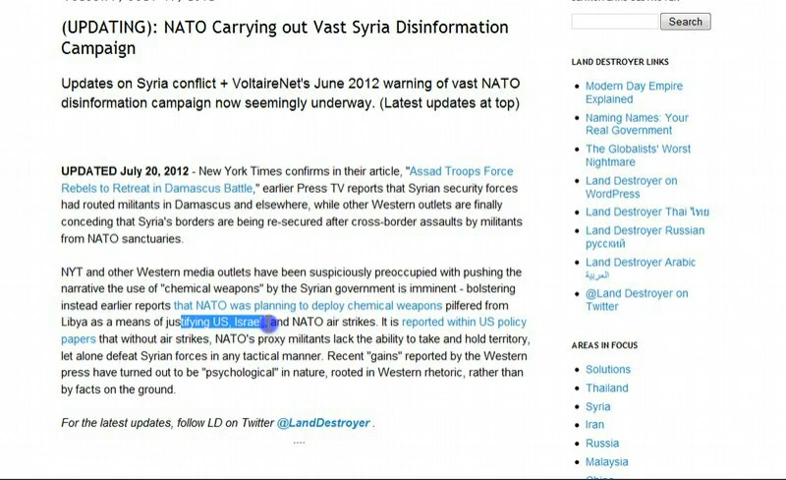 (UPDATING): NATO Carrying out Vast Syria Disinformation
Campaign
Updates on Syria conflict + VoltaireNet's June 2012 warning of vast NATO
disinformation campaign now seemingly underway. (Latest updates at top)
UPDATED July 20, 2012 - New York Times confirms in their article, "Assad Troops Force
Rebels to Retreat in Damascus Battle," earlier Press TV reports that Syrian security forces
had routed militants in Damascus and elsewhere, while other Western outlets are finally
conceding that Syria's borders are being re-secured after cross-border assaults by militants
from NATO sanctuaries.
NYT and other Western media outlets have been suspiciously preoccupied with pushing the
narrative the use of "chemical weapons" by the Syrian government is imminent - bolstering
instead earlier reports that NATO was planning to deploy chemical weapons pilfered from
Libya as a means of justifying US, Israel, and NATO air strikes. It is reported within US policy
papers that without air strikes, NATO's proxy militants lack the ability to take and hold territory,
let alone defeat Syrian forces in any tactical manner. Recent "gains" reported by the Western
press have turned out to be "psychological" in nature, rooted in Western rhetoric, rather than
by facts on the ground.
For the latest updates, follow LD on Twitter @LandDestroyer .
....
Search
LAND DESTROYER LINKS
Modern Day Empire
Explained
Naming Names: Your
Real Government
The Globalists' Worst
Nightmare
Land Destroyer on
WordPress
Land Destroyer Thai ไทย
Land Destroyer Russian
русский
Land Destroyer Arabic
العربية
@Land Destroyer on
Twitter
AREAS IN FOCUS
Solutions
Thailand
Syria
Iran
Russia
Malaysia